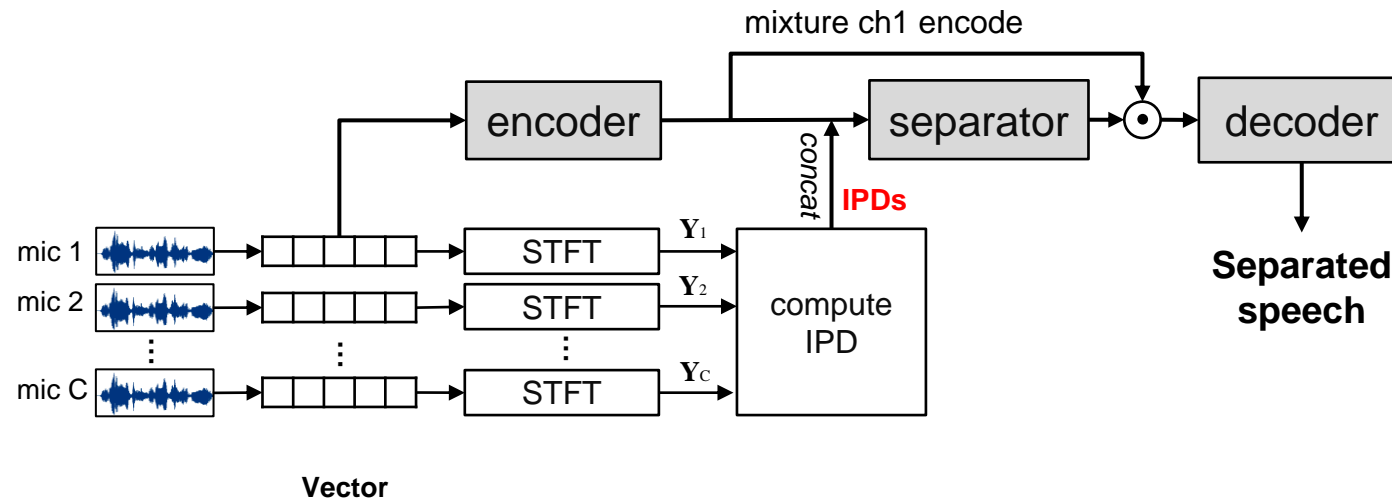 mixture ch1 encode
encoder
separator
decoder
concat
IPDs
mic 1
STFT
Y1
mic 2
STFT
Y2
compute
IPD
Separated
speech
mic C
STFT
YC
Vector